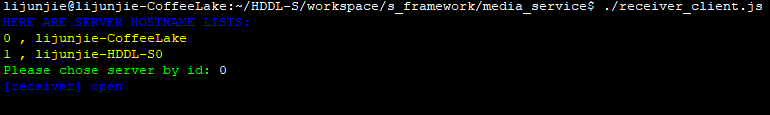 lijunjie@lijunjie-CoffeeLake:~/HDDL-S/workspace/s_framework/media_service$ ./receiver_client.js
HERE ARE SERVER HOSTNAME LISTS:
0 , lijunjie-CoffeeLake
1 , lijunjie-HDDL-S0
Please chose server by id: 0
[receiver] open